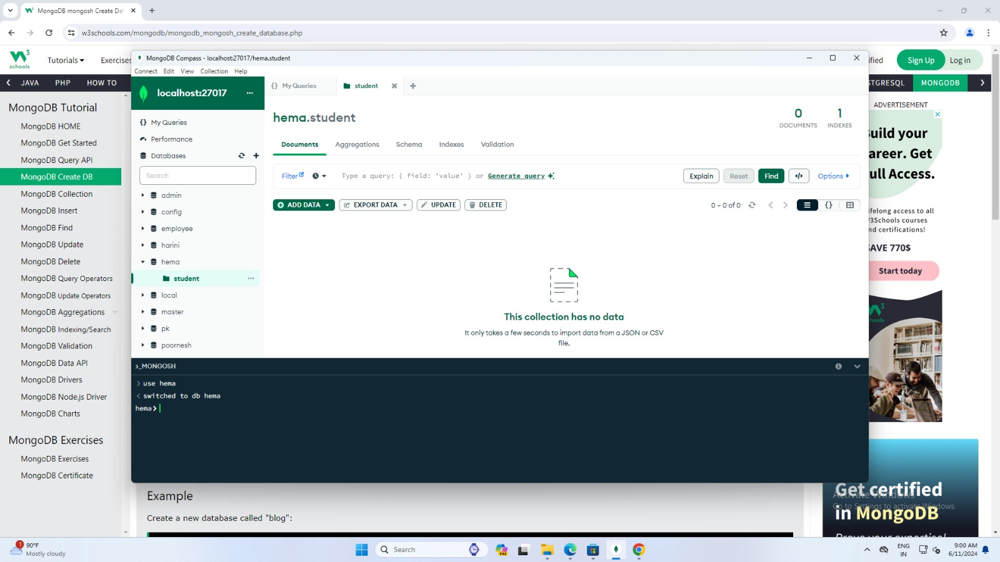 MongoDB mongosh Create Dat
w3schools.com/mongodb/mongodb_mongosh_create_database.php
3
schools
Tutorials
Exercises
ified
Sign Up
Log in
JAVA
PHP
HOW TO
STGRESQL
MONGODB
MongoDB Tutorial
MongoDB HOME
MongoDB Get Started
MongoDB Query API
MongoDB Create DB
MongoDB Collection
MongoDB Insert
MongoDB Find
MongoDB Update
MongoDB Delete
MongoDB Query Operators
MongoDB Update Operators
MongoDB Aggregations
MongoDB Indexing/Search
MongoDB Validation
MongoDB Data API
MongoDB Drivers
MongoDB Node.js Driver
MongoDB Charts
MongoDB Exercises
MongoDB Exercises
MongoDB Certificate
MongoDB Compass - localhost:27017/hema.student
Connect Edit View Collection Help
localhost:27017
{} My Queries
Performance
Databases
Search
admin
config
employee
harini
hema
student
local
master
pk
poornesh
{} My Queries
student
hema.student
0
DOCUMENTS
1
INDEXES
Documents
Aggregations
Schema
Indexes
Validation
Filter
Type a query: { field: 'value' } or Generate query
Explain
Reset
Find
</>
Options
ADD DATA
EXPORT DATA
UPDATE
DELETE
0 – 0 of 0
{}
This collection has no data
It only takes a few seconds to import data from a JSON or CSV
file.
>_MONGOSH
> use hema
< switched to db hema
hema>
Example
Create a new database called "blog":
ADVERTISEMENT
uild your
areer. Get
ull Access.
ifelong access to all
W3Schools courses
nd certifications!
SAVE 770$
Start today
3
hools
Get certified
in MongoDB
Prove your expertise!
Activate Windows
Go to Settings to activate Windows.
1
90°F
Mostly cloudy
Search
PRE
ENG
IN
9:00 AM
6/11/2024